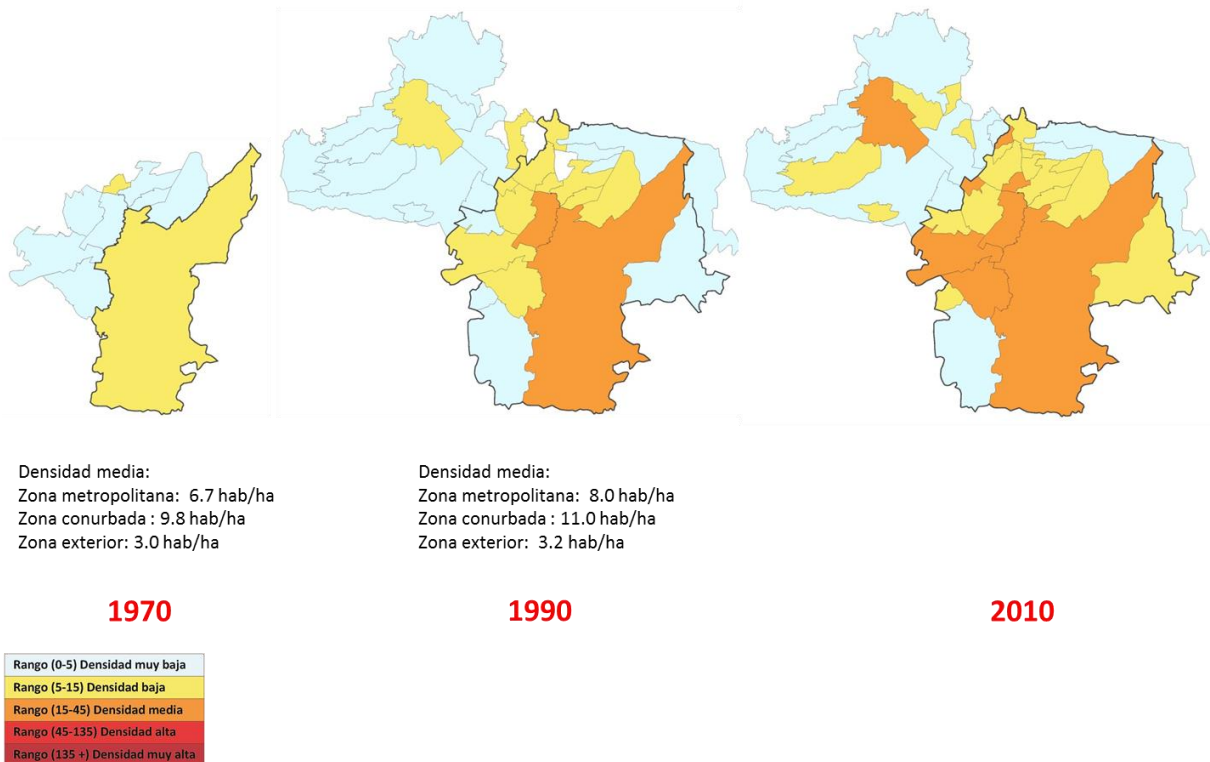 Densidad media:
Zona metropolitana: 6.7 hab/ha
Zona conurbada : 9.8 hab/ha
Zona exterior: 3.0 hab/ha
Densidad media:
Zona metropolitana: 8.0 hab/ha
Zona conurbada : 11.0 hab/ha
Zona exterior: 3.2 hab/ha
1970
1990
2010
Rango (0-5) Densidad muy baja
Rango (5-15) Densidad baja
Rango (15-45) Densidad media
Rango (45-135) Densidad alta
Rango (135 +) Densidad muy alta